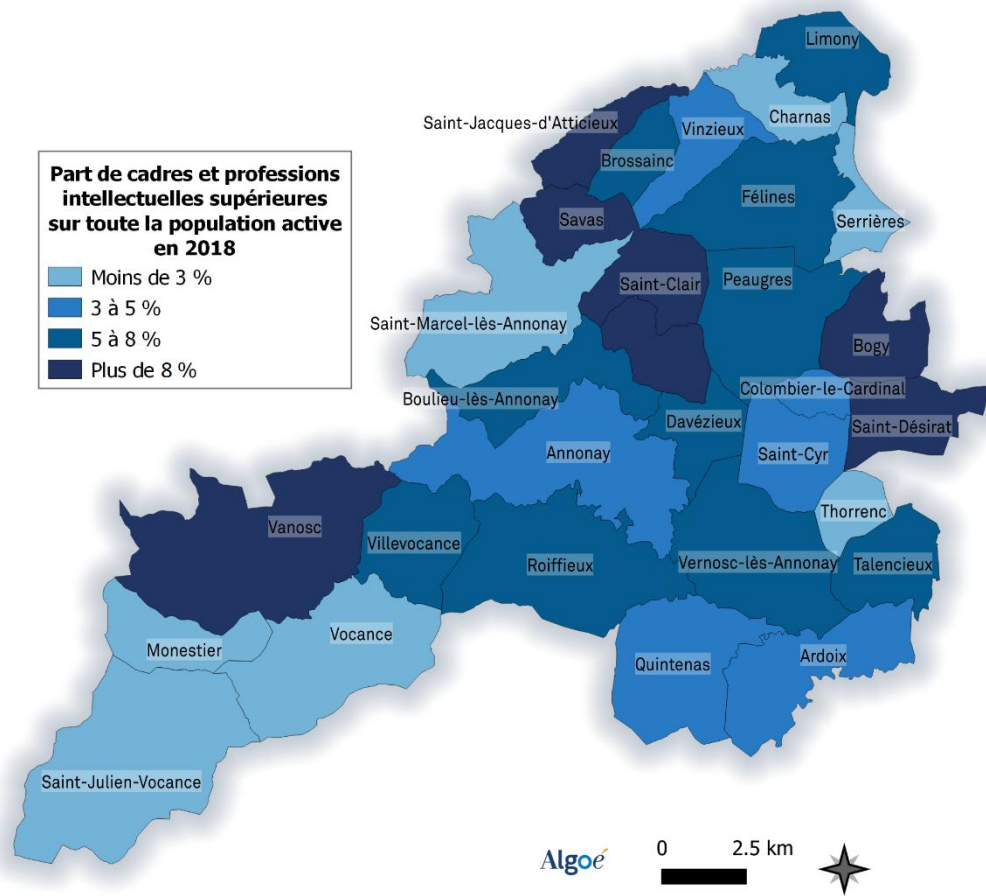 Limony
Charnas
Saint-Jacques-d'Atticieux
Vinzieux
Brossainc
Part de cadres et professions
intellectuelles supérieures
sur toute la population active
en 2018
Moins de 3 %
3 à 5 %
5 à 8 %
Plus de 8 %
Félines
Savas
Serrières
Saint-Clair
Peaugres
Saint-Marcel-lès-Annonay
Bogy
Colombier-le-Cardinal
Boulieu-lès-Annonay
Davézieux
Saint-Désirat
Annonay
Saint-Cyr
Thorrenc
Vanosc
Villevocance
Roiffieux
Vernosc-lès-Annonay
Talencieux
Vocance
Monestier
Quintenas
Ardoix
Saint-Julien-Vocance
Algoé
0 2.5 km